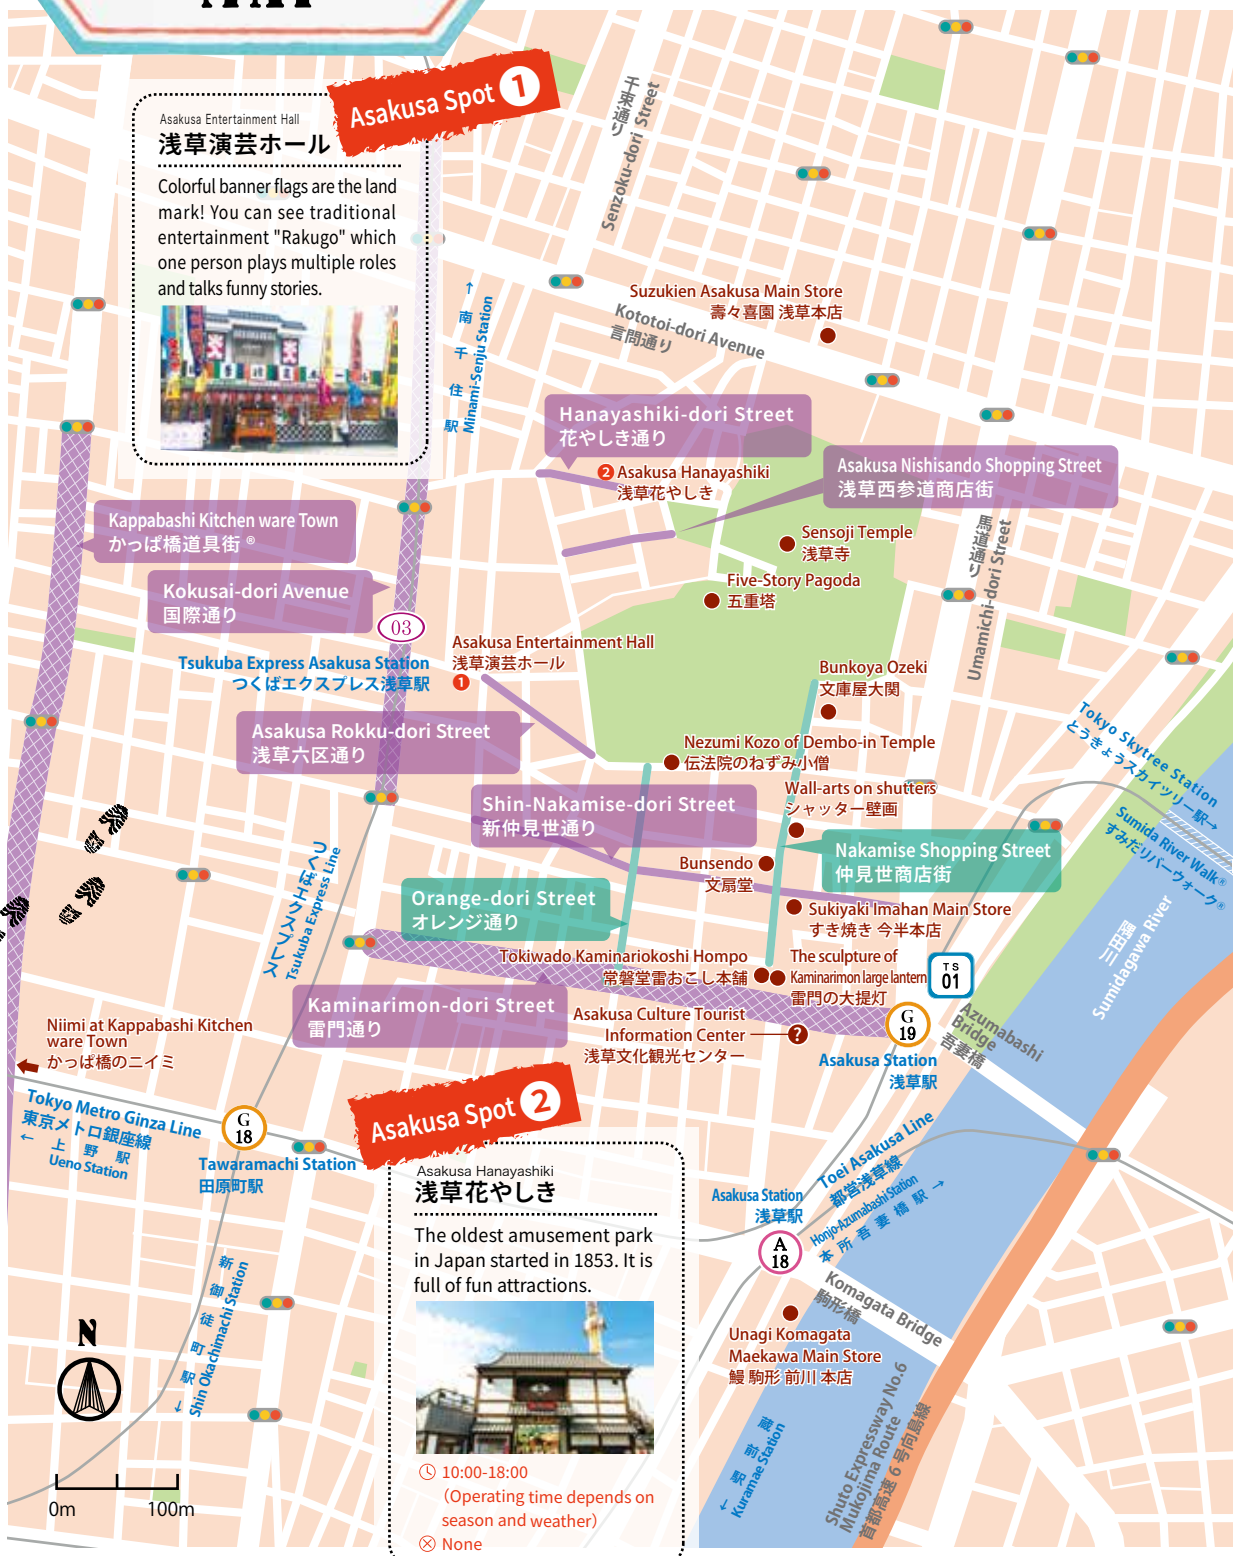 Asakusa Spot 1
Asakusa Entertainment Hall
浅草演芸ホール
Colorful banner flags are the land
mark! You can see traditional
entertainment "Rakugo" which
one person plays multiple roles
and talks funny stories.
千束通り
Senzoku-dori Street
Suzukien Asakusa Main Store
壽々喜園 浅草本店
Kototoi-dori Avenue
言問通り
↑
南千住駅
Minami-Senju Station
Hanayashiki-dori Street
花やしき通り
2 Asakusa Hanayashiki
浅草花やしき
Asakusa Nishisando Shopping Street
浅草西参道商店街
Kappabashi Kitchen ware Town
かっぱ橋道具街 ®
Sensoji Temple
浅草寺
馬道通り
Umamichi-dori Street
Kokusai-dori Avenue
国際通り
Five-Story Pagoda
五重塔
03
Asakusa Entertainment Hall
浅草演芸ホール
1
Tsukuba Express Asakusa Station
つくばエクスプレス浅草駅
Bunkoya Ozeki
文庫屋大関
Asakusa Rokku-dori Street
浅草六区通り
Nezumi Kozo of Dembo-in Temple
伝法院のねずみ小僧
Tokyo Skytree Station
とうきょうスカイツリー駅→
Wall-arts on shutters
シャッター壁画
Shin-Nakamise-dori Street
新仲見世通り
Sumida River Walk®
すみだリバーウォーク®
Nakamise Shopping Street
仲見世商店街
Bunsendo
文扇堂
つくばエクスプレス
Tsukuba Express Line
Orange-dori Street
オレンジ通り
Sukiyaki Imahan Main Store
すき焼き 今半本店
隅田川
Sumidagawa River
Tokiwado Kaminariokoshi Hompo
常磐堂雷おこし本舗
The sculpture of
Kaminarimon large lantern
雷門の大提灯
TS
01
Kaminarimon-dori Street
雷門通り
Asakusa Culture Tourist
Information Center
浅草文化観光センター
?
G
19
Asakusa Station
浅草駅
Azumabashi
Bridge
吾妻橋
Niimi at Kappabashi Kitchen
ware Town
かっぱ橋のニイミ
Tokyo Metro Ginza Line
東京メトロ銀座線
← 上野駅
Ueno Station
G
18
Tawaramachi Station
田原町駅
Asakusa Spot 2
Asakusa Hanayashiki
浅草花やしき
The oldest amusement park
in Japan started in 1853. It is
full of fun attractions.
10:00-18:00
（Operating time depends on
season and weather）
None
Toei Asakusa Line
都営浅草線
Honjo-Azumabashi Station
本所吾妻橋駅 →
Asakusa Station
浅草駅
A
18
Komagata Bridge
駒形橋
Unagi Komagata
Maekawa Main Store
鰻 駒形 前川 本店
新御徒町駅
Shin Okachimachi Station
↓
蔵前駅
← Kuramae Station
Shuto Expressway No.6
Mukojima Route
首都高速 6 号向島線
N
0m 100m